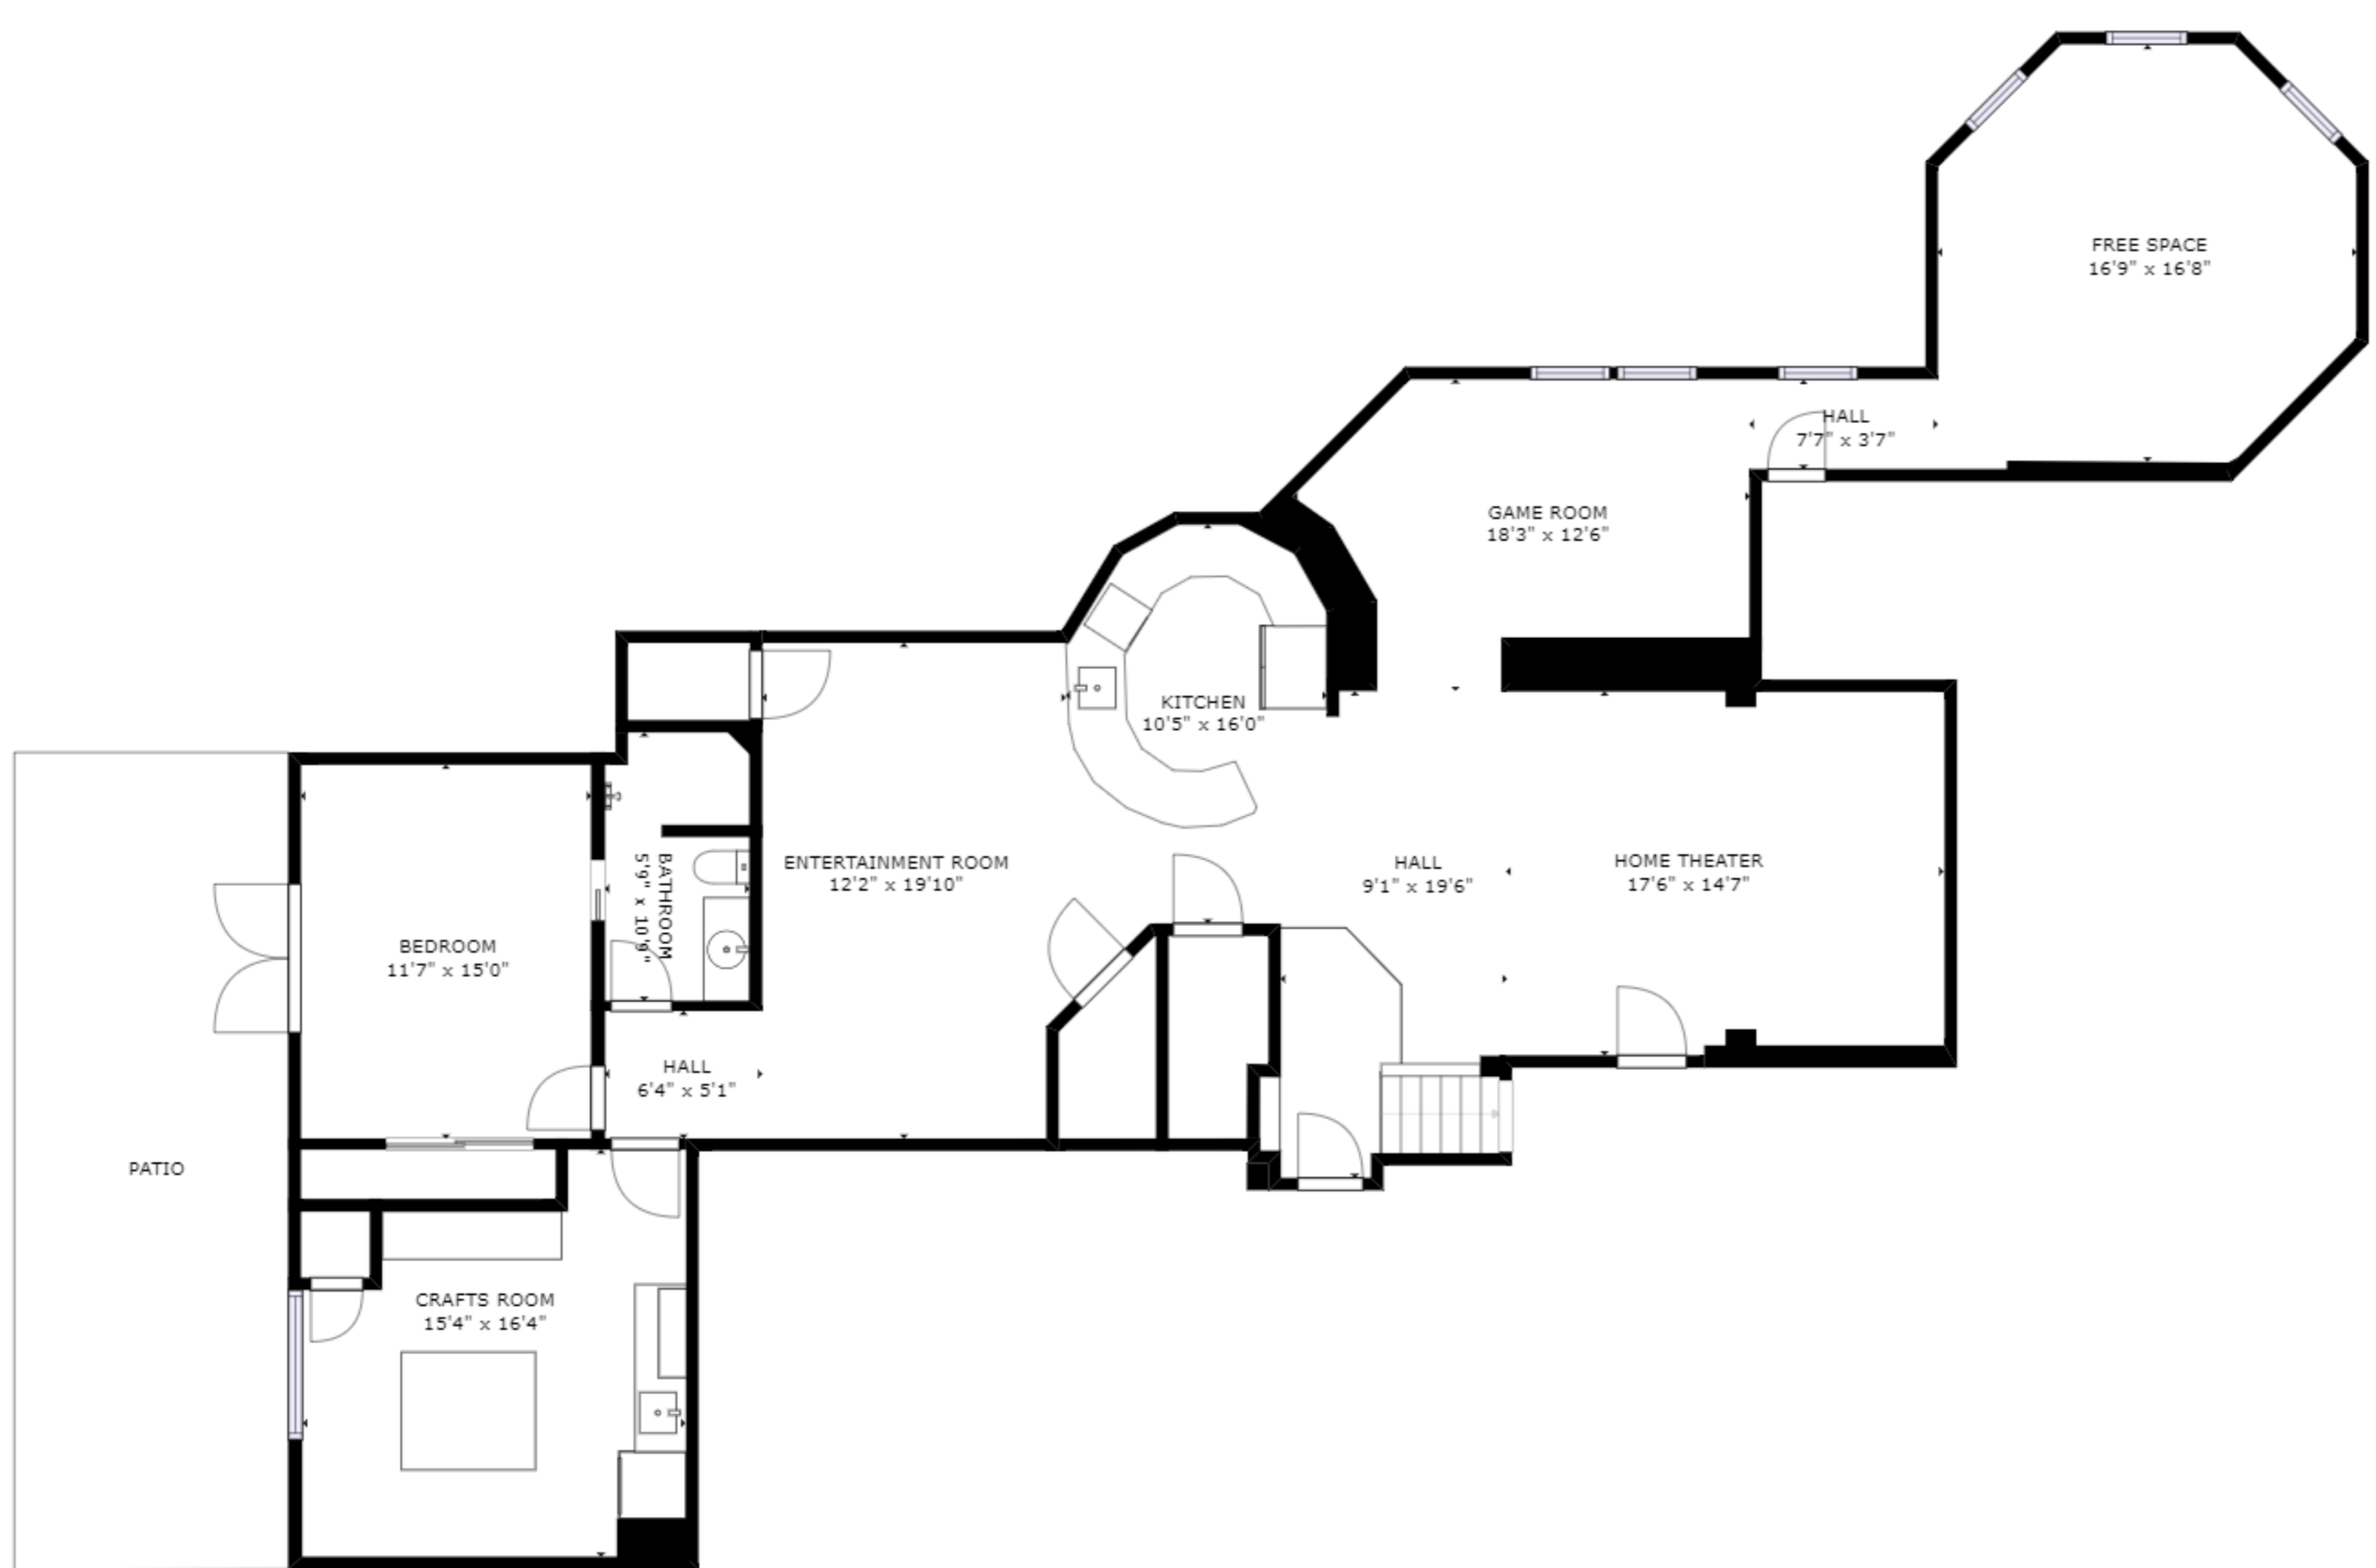 FREE SPACE
16'9" x 16'8"
HALL
7'7" x 3'7"
GAME ROOM
18'3" x 12'6"
KITCHEN
10'5" x 16'0"
ENTERTAINMENT ROOM
12'2" x 19'10"
HALL
9'1" x 19'6"
HOME THEATER
17'6" x 14'7"
BATHROOM
5'9" x 10'9"
BEDROOM
11'7" x 15'0"
HALL
6'4" x 5'1"
PATIO
CRAFTS ROOM
15'4" x 16'4"